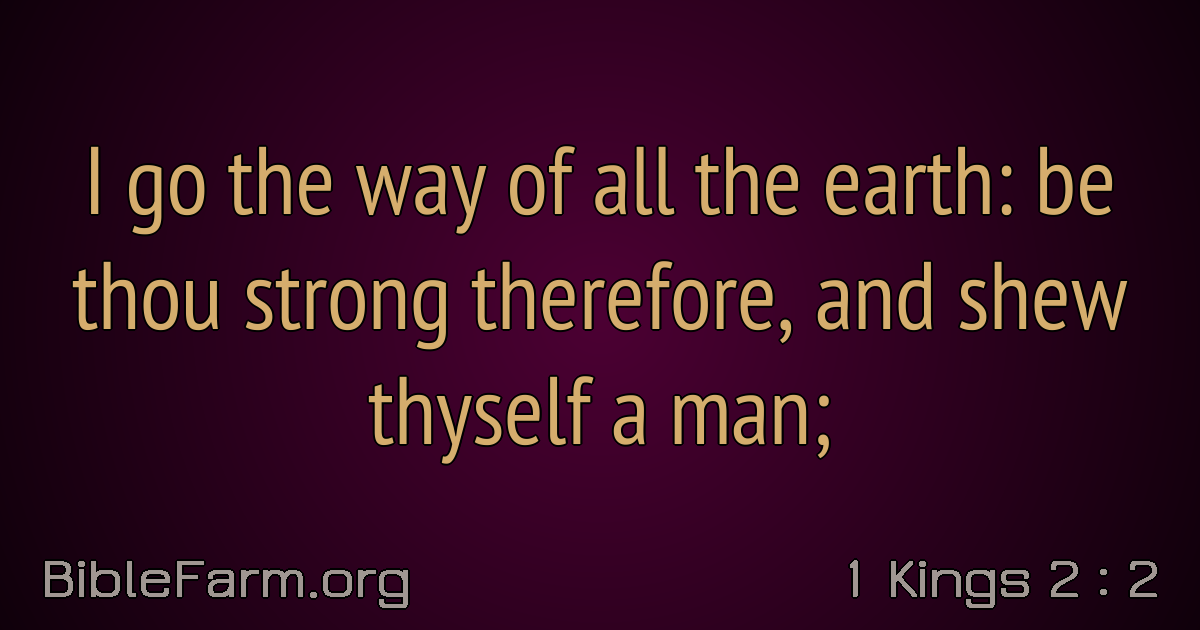 I go the way of all the earth: be
thou strong therefore, and shew
thyself a man;
BibleFarm.org
1 Kings 2 : 2